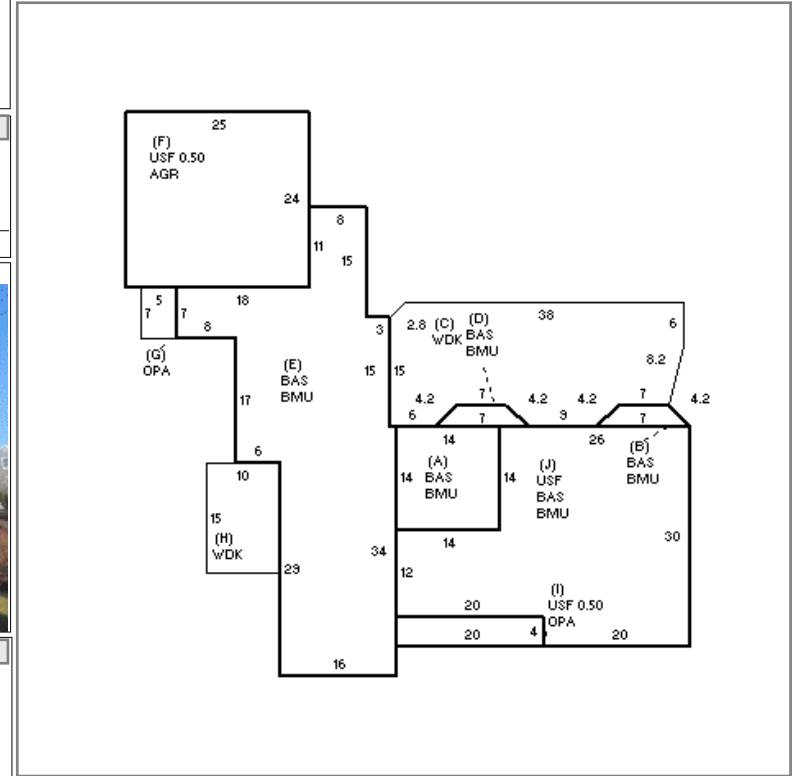 25
(F)
USF 0.50
AGR
24
8
11
15
5
18
7
7
8
3
2.8
(C)
WDK
(D)
BAS
BMU
38
6
8.2
(G)
OPA
(E)
BAS
BMU
15
15
17
4.2
7
4.2
4.2
7
4.2
6
7
9
7
14
26
(B)
BAS
BMU
6
10
(A)
BAS
BMU
14
14
(J)
USF
BAS
BMU
15
(H)
WDK
29
34
14
12
30
(I)
USF 0.50
OPA
20
20
4
20
16